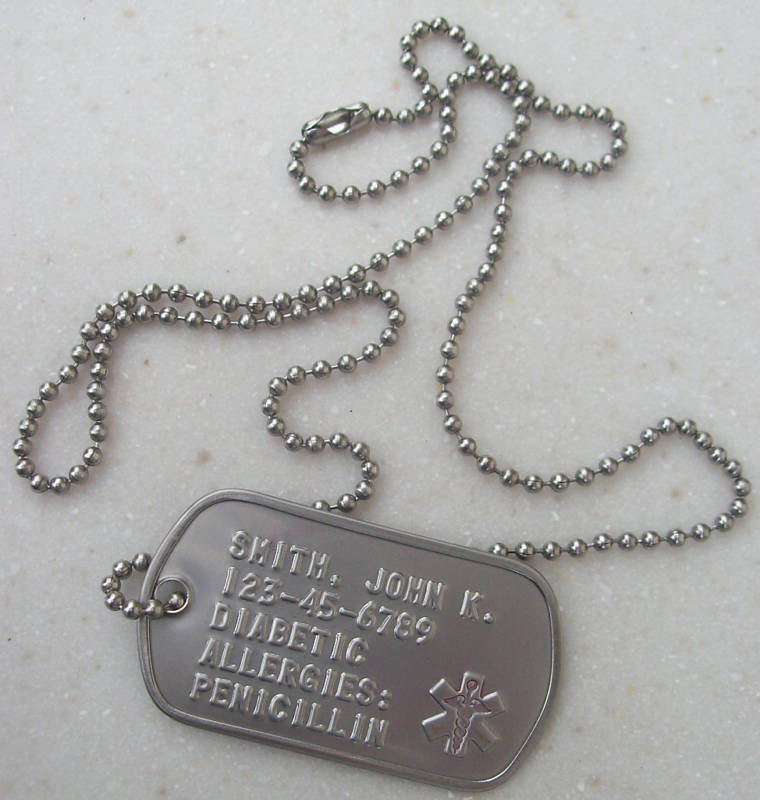 SMITH, JOHN K.
123-45-6789
DIABETIC
ALLERGIES:
PENICILLIN